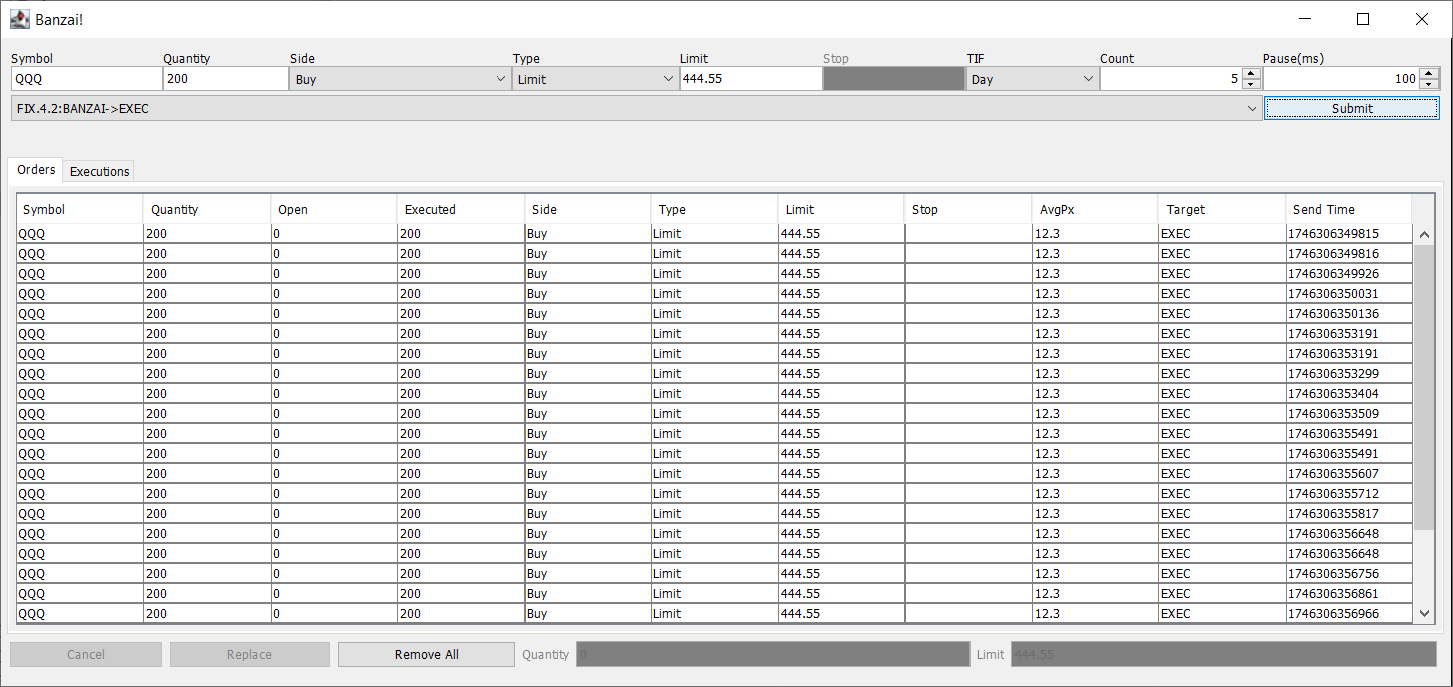 Banzai!
Symbol Quantity Side Type Limit Stop TIF Count Pause(ms)
QQQ 200 Buy Limit 444.55 Day 5 100
FIX.4.2:BANZAI->EXEC Submit
Orders Executions
Symbol Quantity Open Executed Side Type Limit Stop AvgPx Target Send Time
QQQ 200 0 200 Buy Limit 444.55 12.3 EXEC 1746306349815
QQQ 200 0 200 Buy Limit 444.55 12.3 EXEC 1746306349816
QQQ 200 0 200 Buy Limit 444.55 12.3 EXEC 1746306349926
QQQ 200 0 200 Buy Limit 444.55 12.3 EXEC 1746306350031
QQQ 200 0 200 Buy Limit 444.55 12.3 EXEC 1746306350136
QQQ 200 0 200 Buy Limit 444.55 12.3 EXEC 1746306353191
QQQ 200 0 200 Buy Limit 444.55 12.3 EXEC 1746306353191
QQQ 200 0 200 Buy Limit 444.55 12.3 EXEC 1746306353299
QQQ 200 0 200 Buy Limit 444.55 12.3 EXEC 1746306353404
QQQ 200 0 200 Buy Limit 444.55 12.3 EXEC 1746306353509
QQQ 200 0 200 Buy Limit 444.55 12.3 EXEC 1746306355491
QQQ 200 0 200 Buy Limit 444.55 12.3 EXEC 1746306355491
QQQ 200 0 200 Buy Limit 444.55 12.3 EXEC 1746306355607
QQQ 200 0 200 Buy Limit 444.55 12.3 EXEC 1746306355712
QQQ 200 0 200 Buy Limit 444.55 12.3 EXEC 1746306355817
QQQ 200 0 200 Buy Limit 444.55 12.3 EXEC 1746306356648
QQQ 200 0 200 Buy Limit 444.55 12.3 EXEC 1746306356648
QQQ 200 0 200 Buy Limit 444.55 12.3 EXEC 1746306356756
QQQ 200 0 200 Buy Limit 444.55 12.3 EXEC 1746306356861
QQQ 200 0 200 Buy Limit 444.55 12.3 EXEC 1746306356966
Cancel Replace Remove All Quantity 0 Limit 444.55